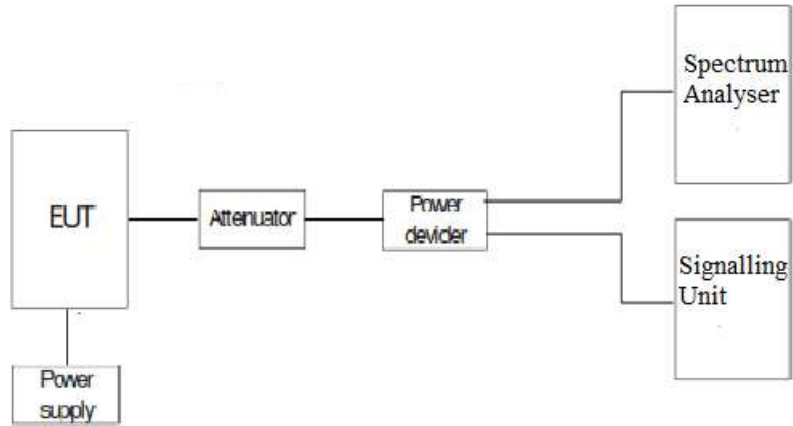 EUT
Power
supply
Attenuator
Power
devider
Spectrum
Analyser
Signalling
Unit